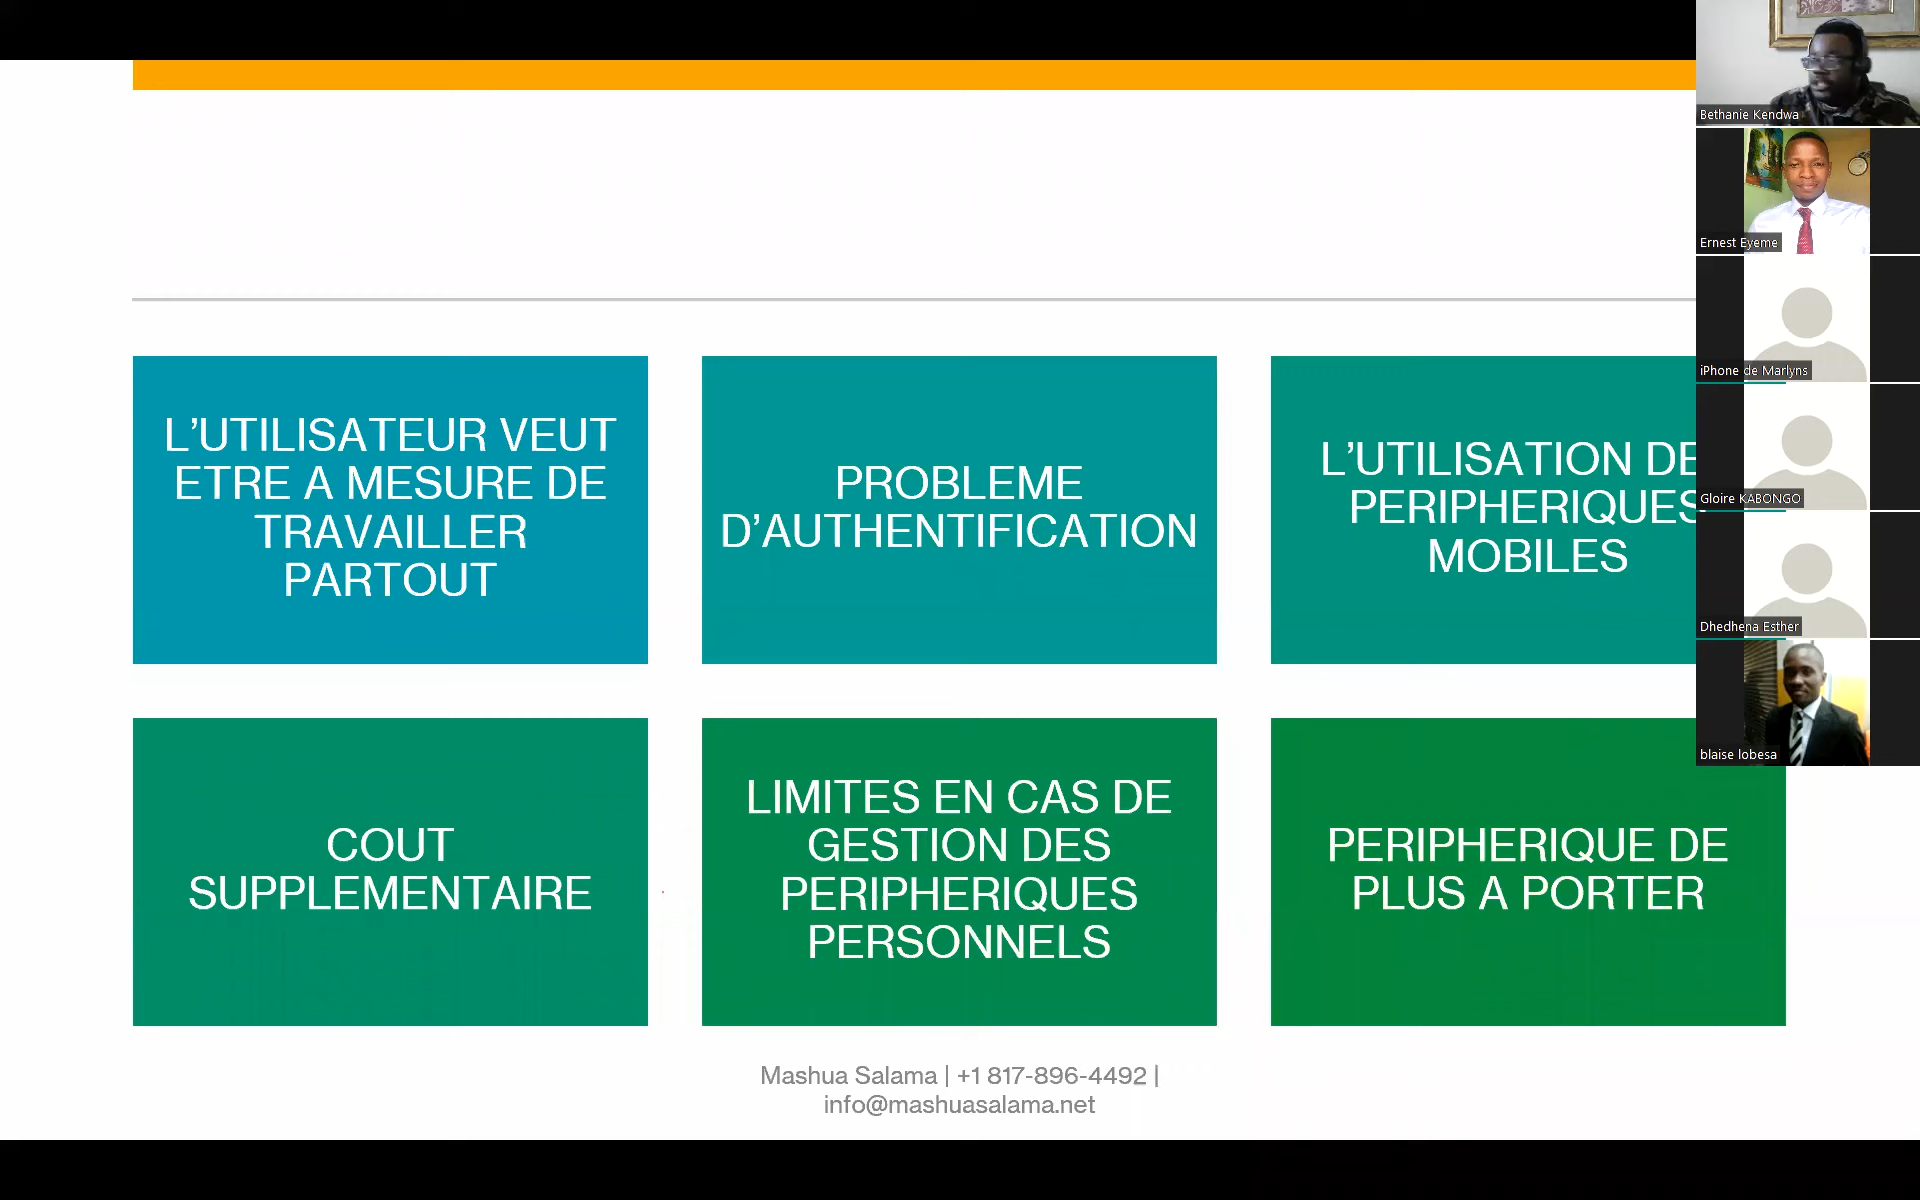 L'UTILISATEUR VEUT
ETRE A MESURE DE
TRAVAILLER
PARTOUT
PROBLEME
D'AUTHENTIFICATION
L'UTILISATION DE
PERIPHERIQUES
MOBILES
COUT
SUPPLEMENTAIRE
LIMITES EN CAS DE
GESTION DES
PERIPHERIQUES
PERSONNELS
PERIPHERIQUE DE
PLUS A PORTER
Mashua Salama | +1 817-896-4492 |
info@mashuasalama.net
Bethanie Kendwa
Ernest Eyeme
iPhone de Marlyns
Gloire KABONGO
Dhedhena Esther
blaise lobesa